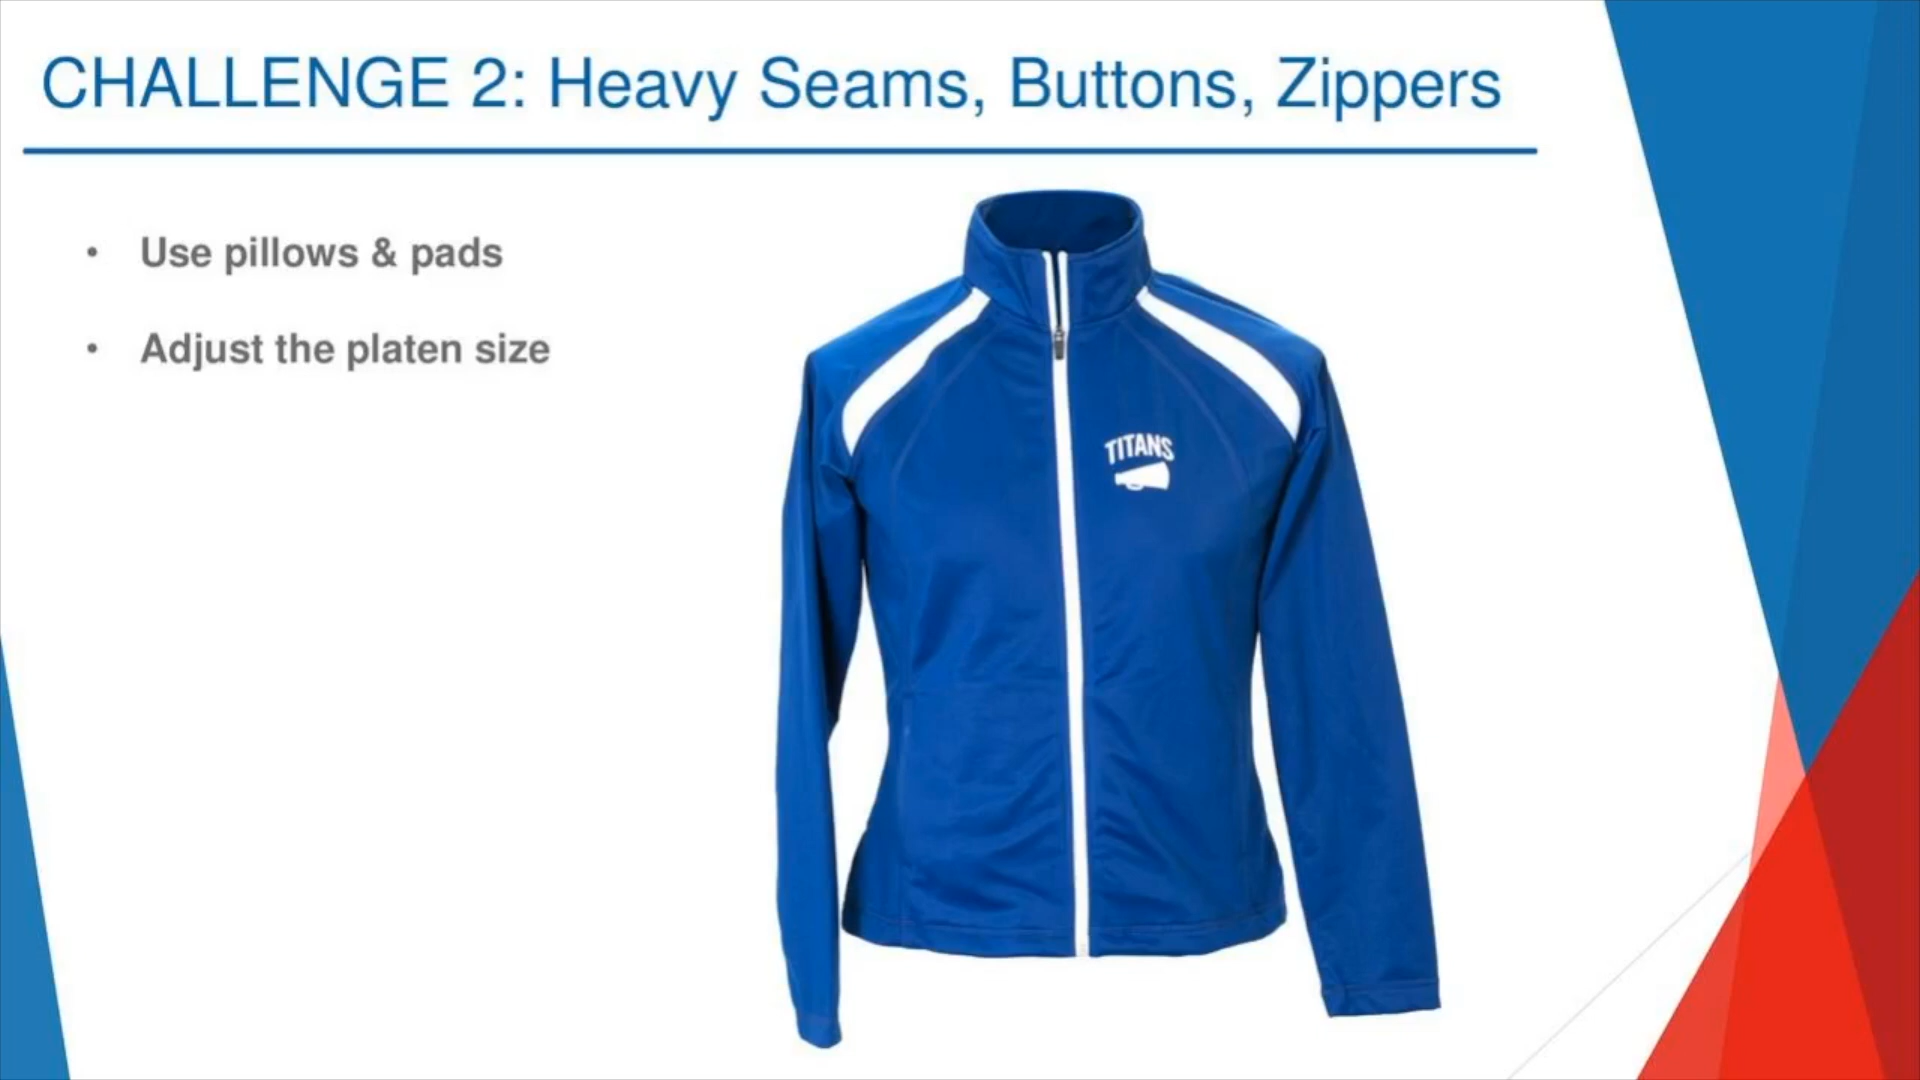 CHALLENGE 2: Heavy Seams, Buttons, Zippers
• Use pillows & pads
• Adjust the platen size
TITANS